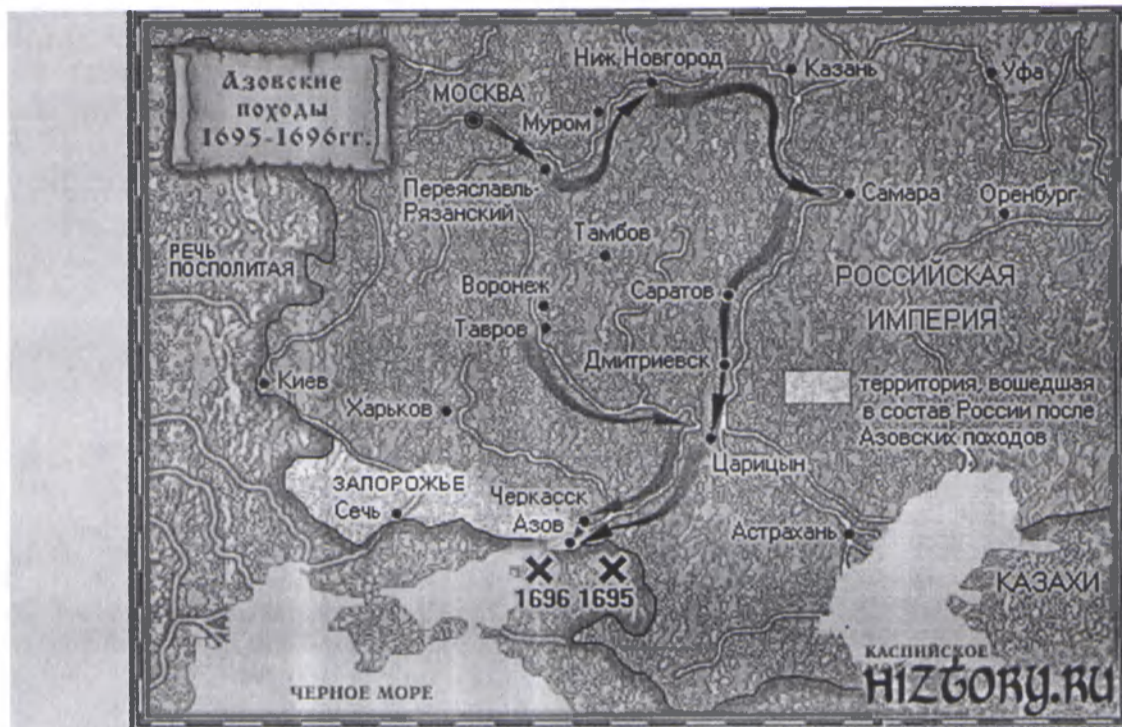 Азовские
походы
1695-1696гг.
МОСКВА
Ниж.Новгород
Казань
Уфа
Муром
Переяславль-
Рязанский
Самара
Оренбург
Тамбов
РЕЧЬ
ПОСПОЛИТАЯ
Воронеж
Тавров
Саратов
РОССИЙСКАЯ
ИМПЕРИЯ
Дмитриевск
Киев
Харьков
территория, вошедшая
в состав России после
Азовских походов
Царицын
ЗАПОРОЖЬЕ
Сечь
Черкасск
Азов
Астрахань
1696 1695
КАЗАХИ
КАСПИЙСКОЕ
ЧЕРНОЕ МОРЕ
HIZTORY.RU